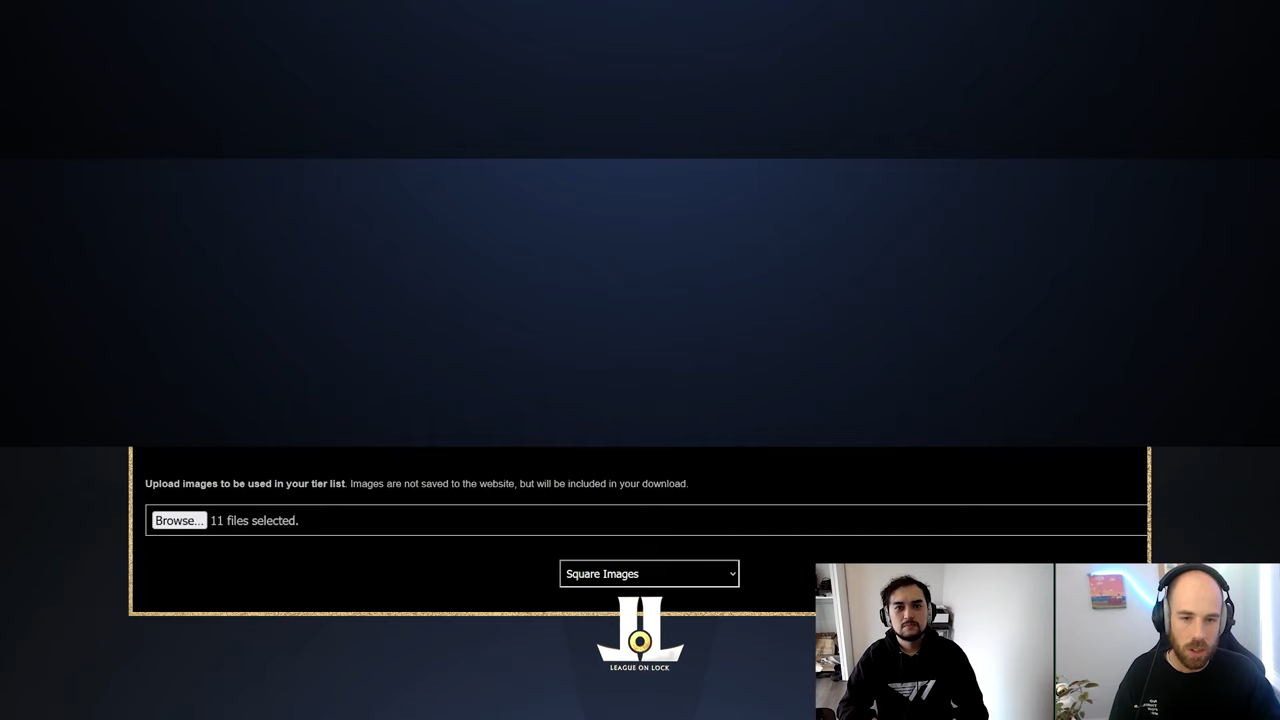 Upload images to be used in your tier list. Images are not saved to the website, but will be included in your download.
Browse... 11 files selected.
Square Images
LEAGUE ON LOCK